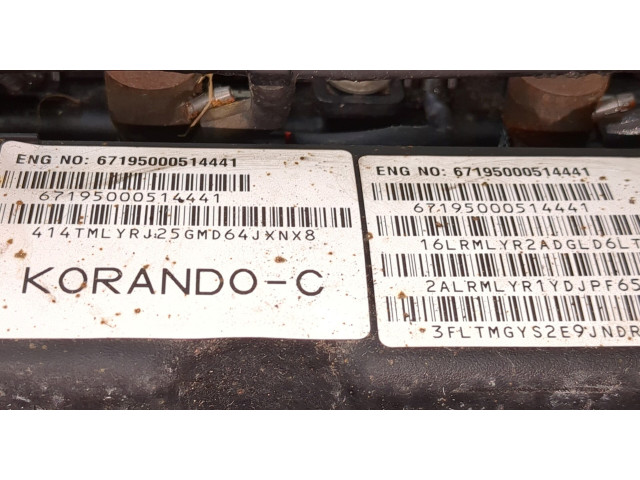 ENG NO: 67195000514441
67195000514441
414TMLYRJ25GMD64JXNX8
KORANDO-C
ENG NO: 67195000514441
67195000514441
16LRMLYR2ADGLD6LT
2ALRMLYR1YDJPF65
3FLTMGYS2E9JNDR